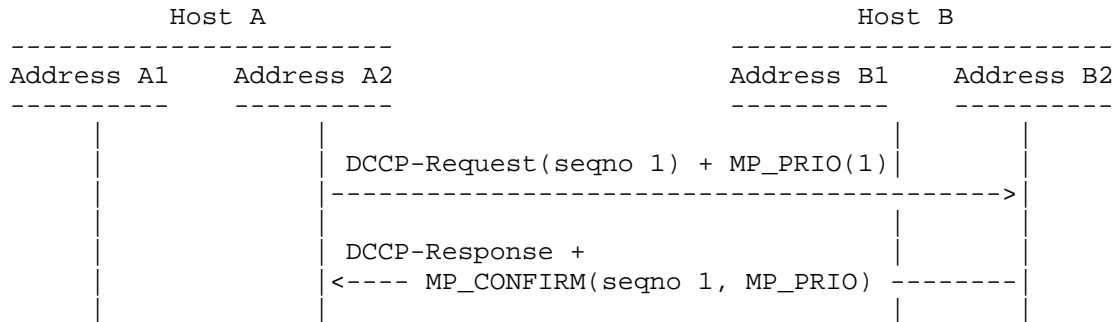 Host A Host B
------------------------ ------------------------
Address A1 Address A2 Address B1 Address B2
---------- ---------- ---------- ----------
| | | |
| | DCCP-Request(seqno 1) + MP_PRIO(1)| |
| |------------------------------------------>|
| | | |
| | DCCP-Response + | |
| |<---- MP_CONFIRM(seqno 1, MP_PRIO) --------|
| | | |